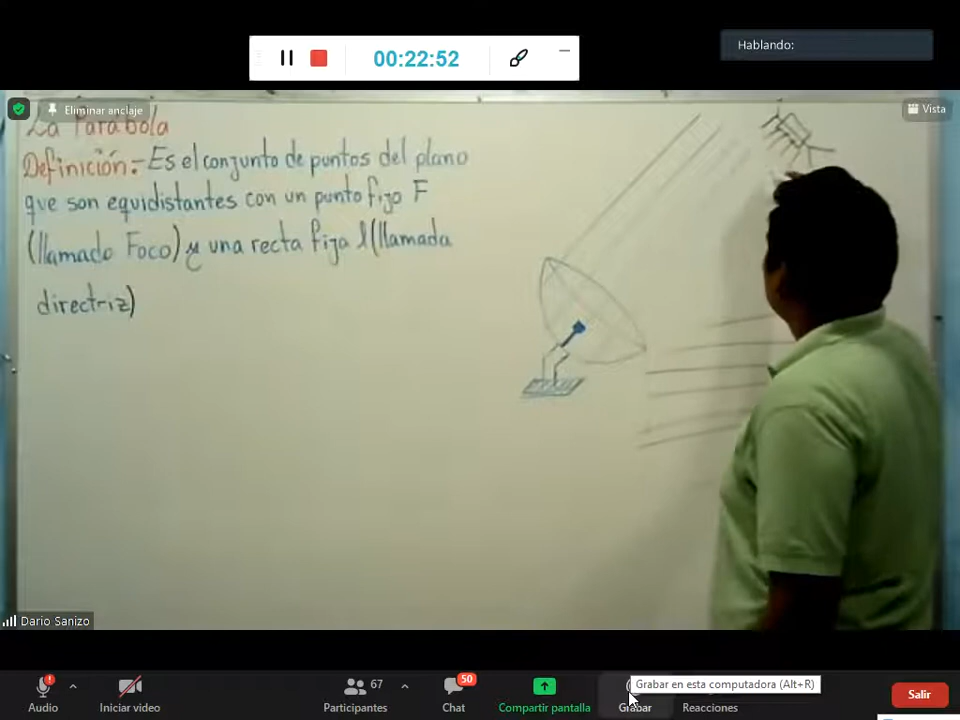 00:22:52
Hablando:
Eliminar anclaje
Vista
La Parabola
Definición.- Es el conjunto de puntos del plano
que son equidistantes con un punto fijo F
(llamado Foco) y una recta fija l (llamada
directriz)
Dario Sanizo
Audio
Iniciar video
67
Participantes
50
Chat
Compartir pantalla
Grabar en esta computadora (Alt+R)
Grabar
Reacciones
Salir